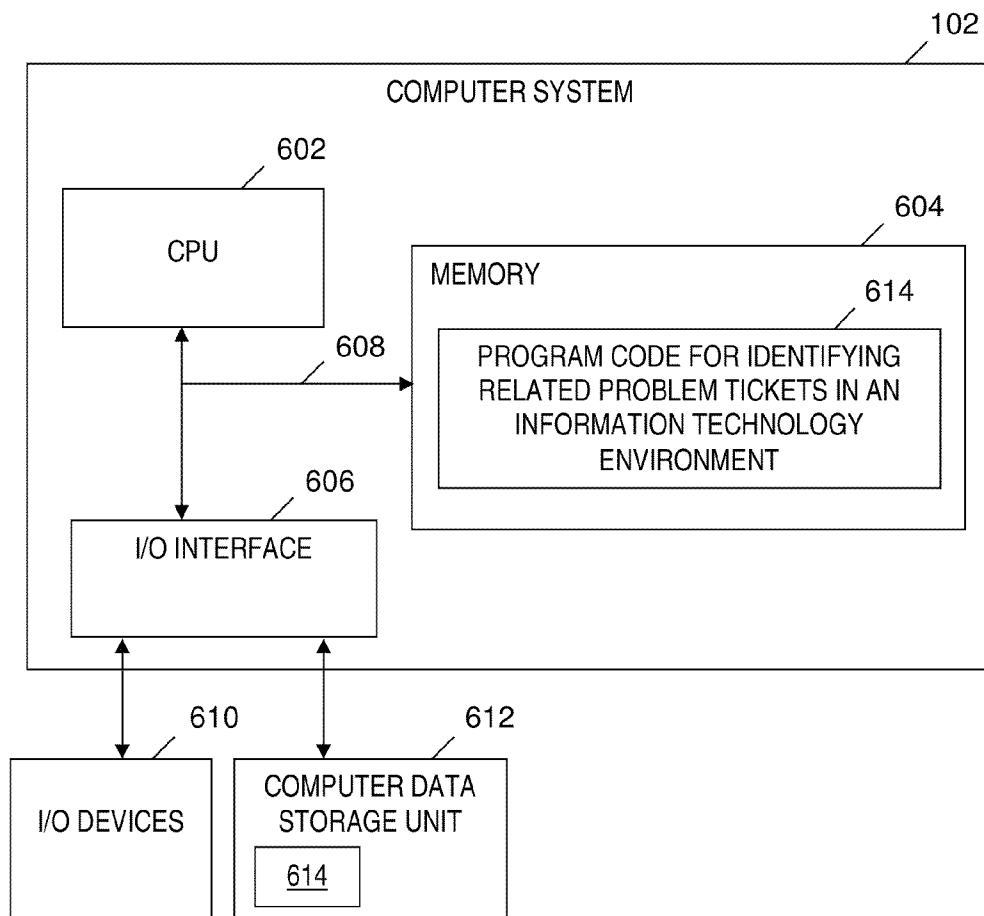 102
COMPUTER SYSTEM
602
CPU
604
MEMORY
614
PROGRAM CODE FOR IDENTIFYING
RELATED PROBLEM TICKETS IN AN
INFORMATION TECHNOLOGY
ENVIRONMENT
608
606
I/O INTERFACE
610
I/O DEVICES
612
COMPUTER DATA
STORAGE UNIT
614